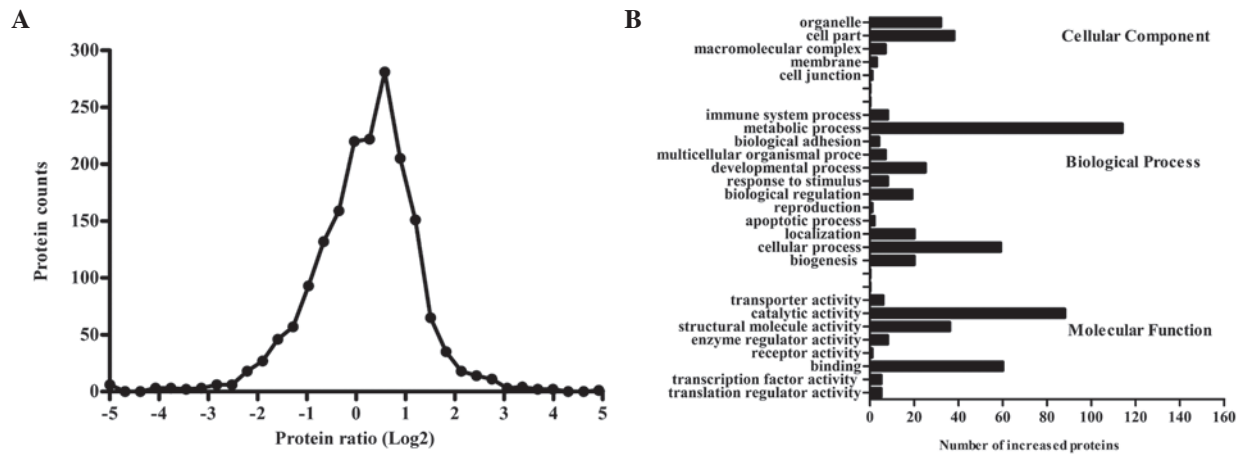 A
300
250
200
150
100
50
0
Protein counts
-5 -4 -3 -2 -1 0 1 2 3 4 5
Protein ratio (Log2)
B
organelle
cell part
macromolecular complex
membrane
cell junction
Cellular Component
immune system process
metabolic process
biological adhesion
multicellular organismal proce
developmental process
response to stimulus
biological regulation
reproduction
apoptotic process
localization
cellular process
biogenesis
Biological Process
transporter activity
catalytic activity
structural molecule activity
enzyme regulator activity
receptor activity
binding
transcription factor activity
translation regulator activity
Molecular Function
0 20 40 60 80 100 120 140 160
Number of increased proteins